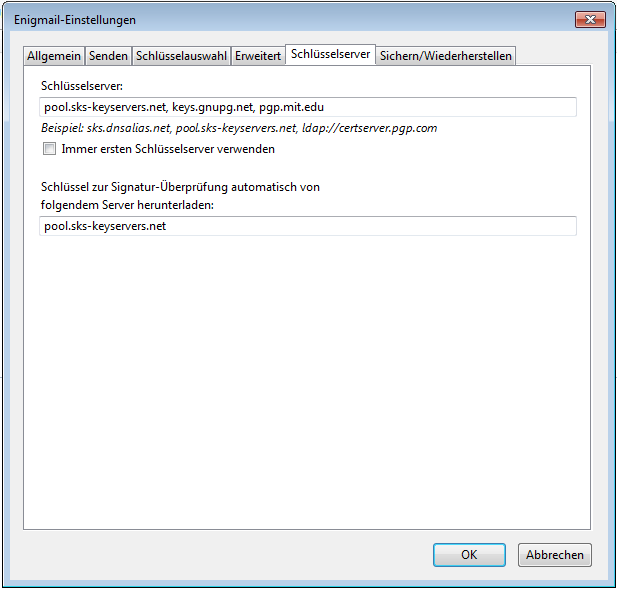 Enigmail-Einstellungen
Allgemein Senden Schlüsselauswahl Erweitert Schlüsselserver Sichern/Wiederherstellen
Schlüsselserver:
pool.sks-keyservers.net, keys.gnupg.net, pgp.mit.edu
Beispiel: sks.dnsalias.net, pool.sks-keyservers.net, ldap://certserver.pgp.com
Immer ersten Schlüsselserver verwenden
Schlüssel zur Signatur-Überprüfung automatisch von
folgendem Server herunterladen:
pool.sks-keyservers.net
OK Abbrechen